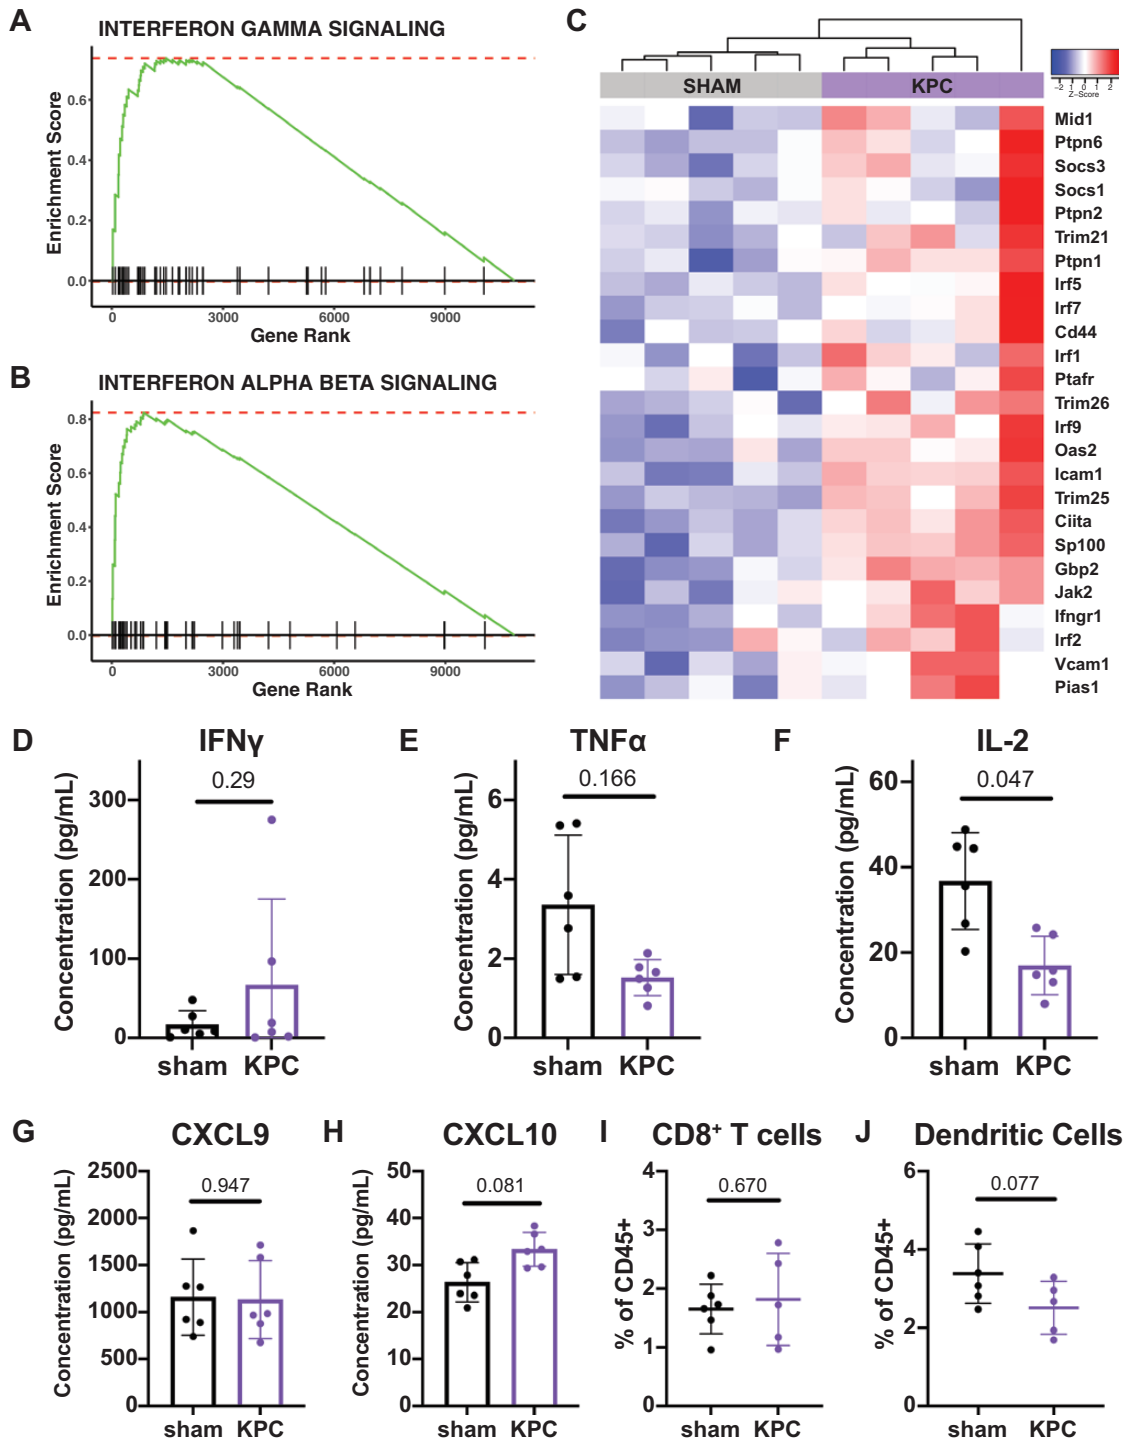 A
INTERFERON GAMMA SIGNALING
Enrichment Score
0.6
0.4
0.2
0.0
0 3000 6000 9000
Gene Rank
B
INTERFERON ALPHA BETA SIGNALING
Enrichment Score
0.8
0.6
0.4
0.2
0.0
0 3000 6000 9000
Gene Rank
C
SHAM KPC
−2 1 0 1 2
Z−Score
Mid1
Ptpn6
Socs3
Socs1
Ptpn2
Trim21
Ptpn1
Irf5
Irf7
Cd44
Irf1
Ptafr
Trim26
Irf9
Oas2
Icam1
Trim25
Ciita
Sp100
Gbp2
Jak2
Ifngr1
Irf2
Vcam1
Pias1
D
IFNγ
Concentration (pg/mL)
0.29
300
200
100
0
sham KPC
E
TNFα
Concentration (pg/mL)
0.166
6
4
2
0
sham KPC
F
IL-2
Concentration (pg/mL)
0.047
60
40
20
0
sham KPC
G
CXCL9
Concentration (pg/mL)
0.947
2500
2000
1500
1000
500
0
sham KPC
H
CXCL10
Concentration (pg/mL)
0.081
50
40
30
20
10
0
sham KPC
I
CD8⁺ T cells
% of CD45+
0.670
4
3
2
1
0
sham KPC
J
Dendritic Cells
% of CD45+
0.077
6
4
2
0
sham KPC